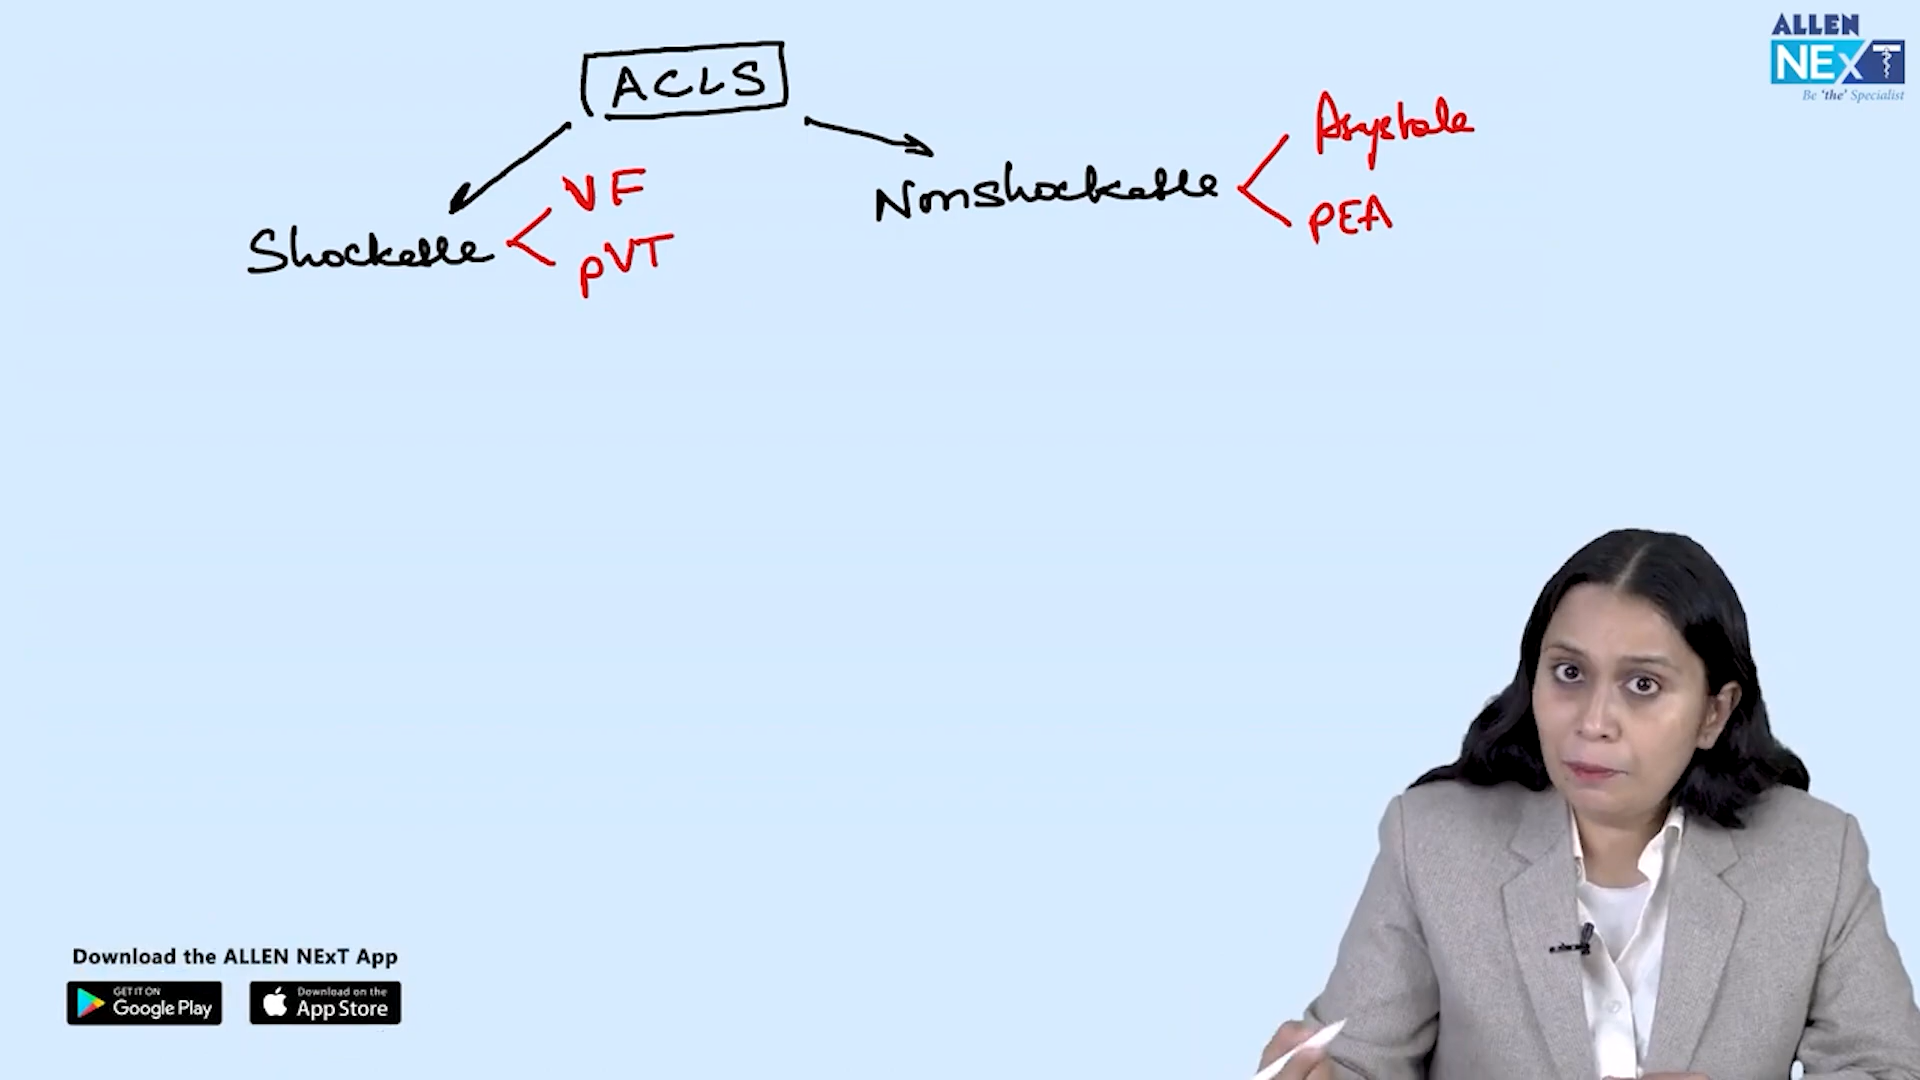 ALLEN
NEXT
Be 'the' Specialist
ACLS
Shockable
VF
pVT
Nonshockable
Asystole
PEA
Download the ALLEN NExT App
GET IT ON
Google Play
Download on the
App Store